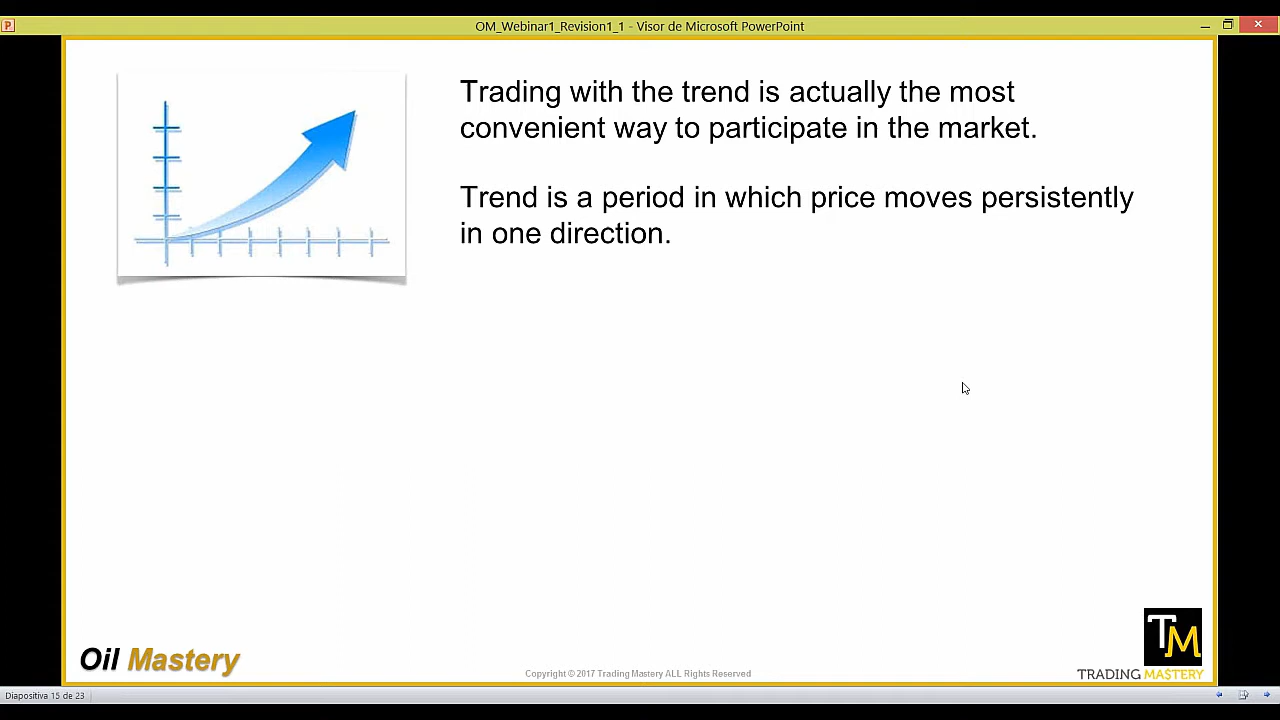 OM_Webinar1_Revision1_1 - Visor de Microsoft PowerPoint
Trading with the trend is actually the most
convenient way to participate in the market.
Trend is a period in which price moves persistently
in one direction.
TM
Oil Mastery
Copyright © 2017 Trading Mastery ALL Rights Reserved
TRADING MASTERY
Diapositiva 15 de 23